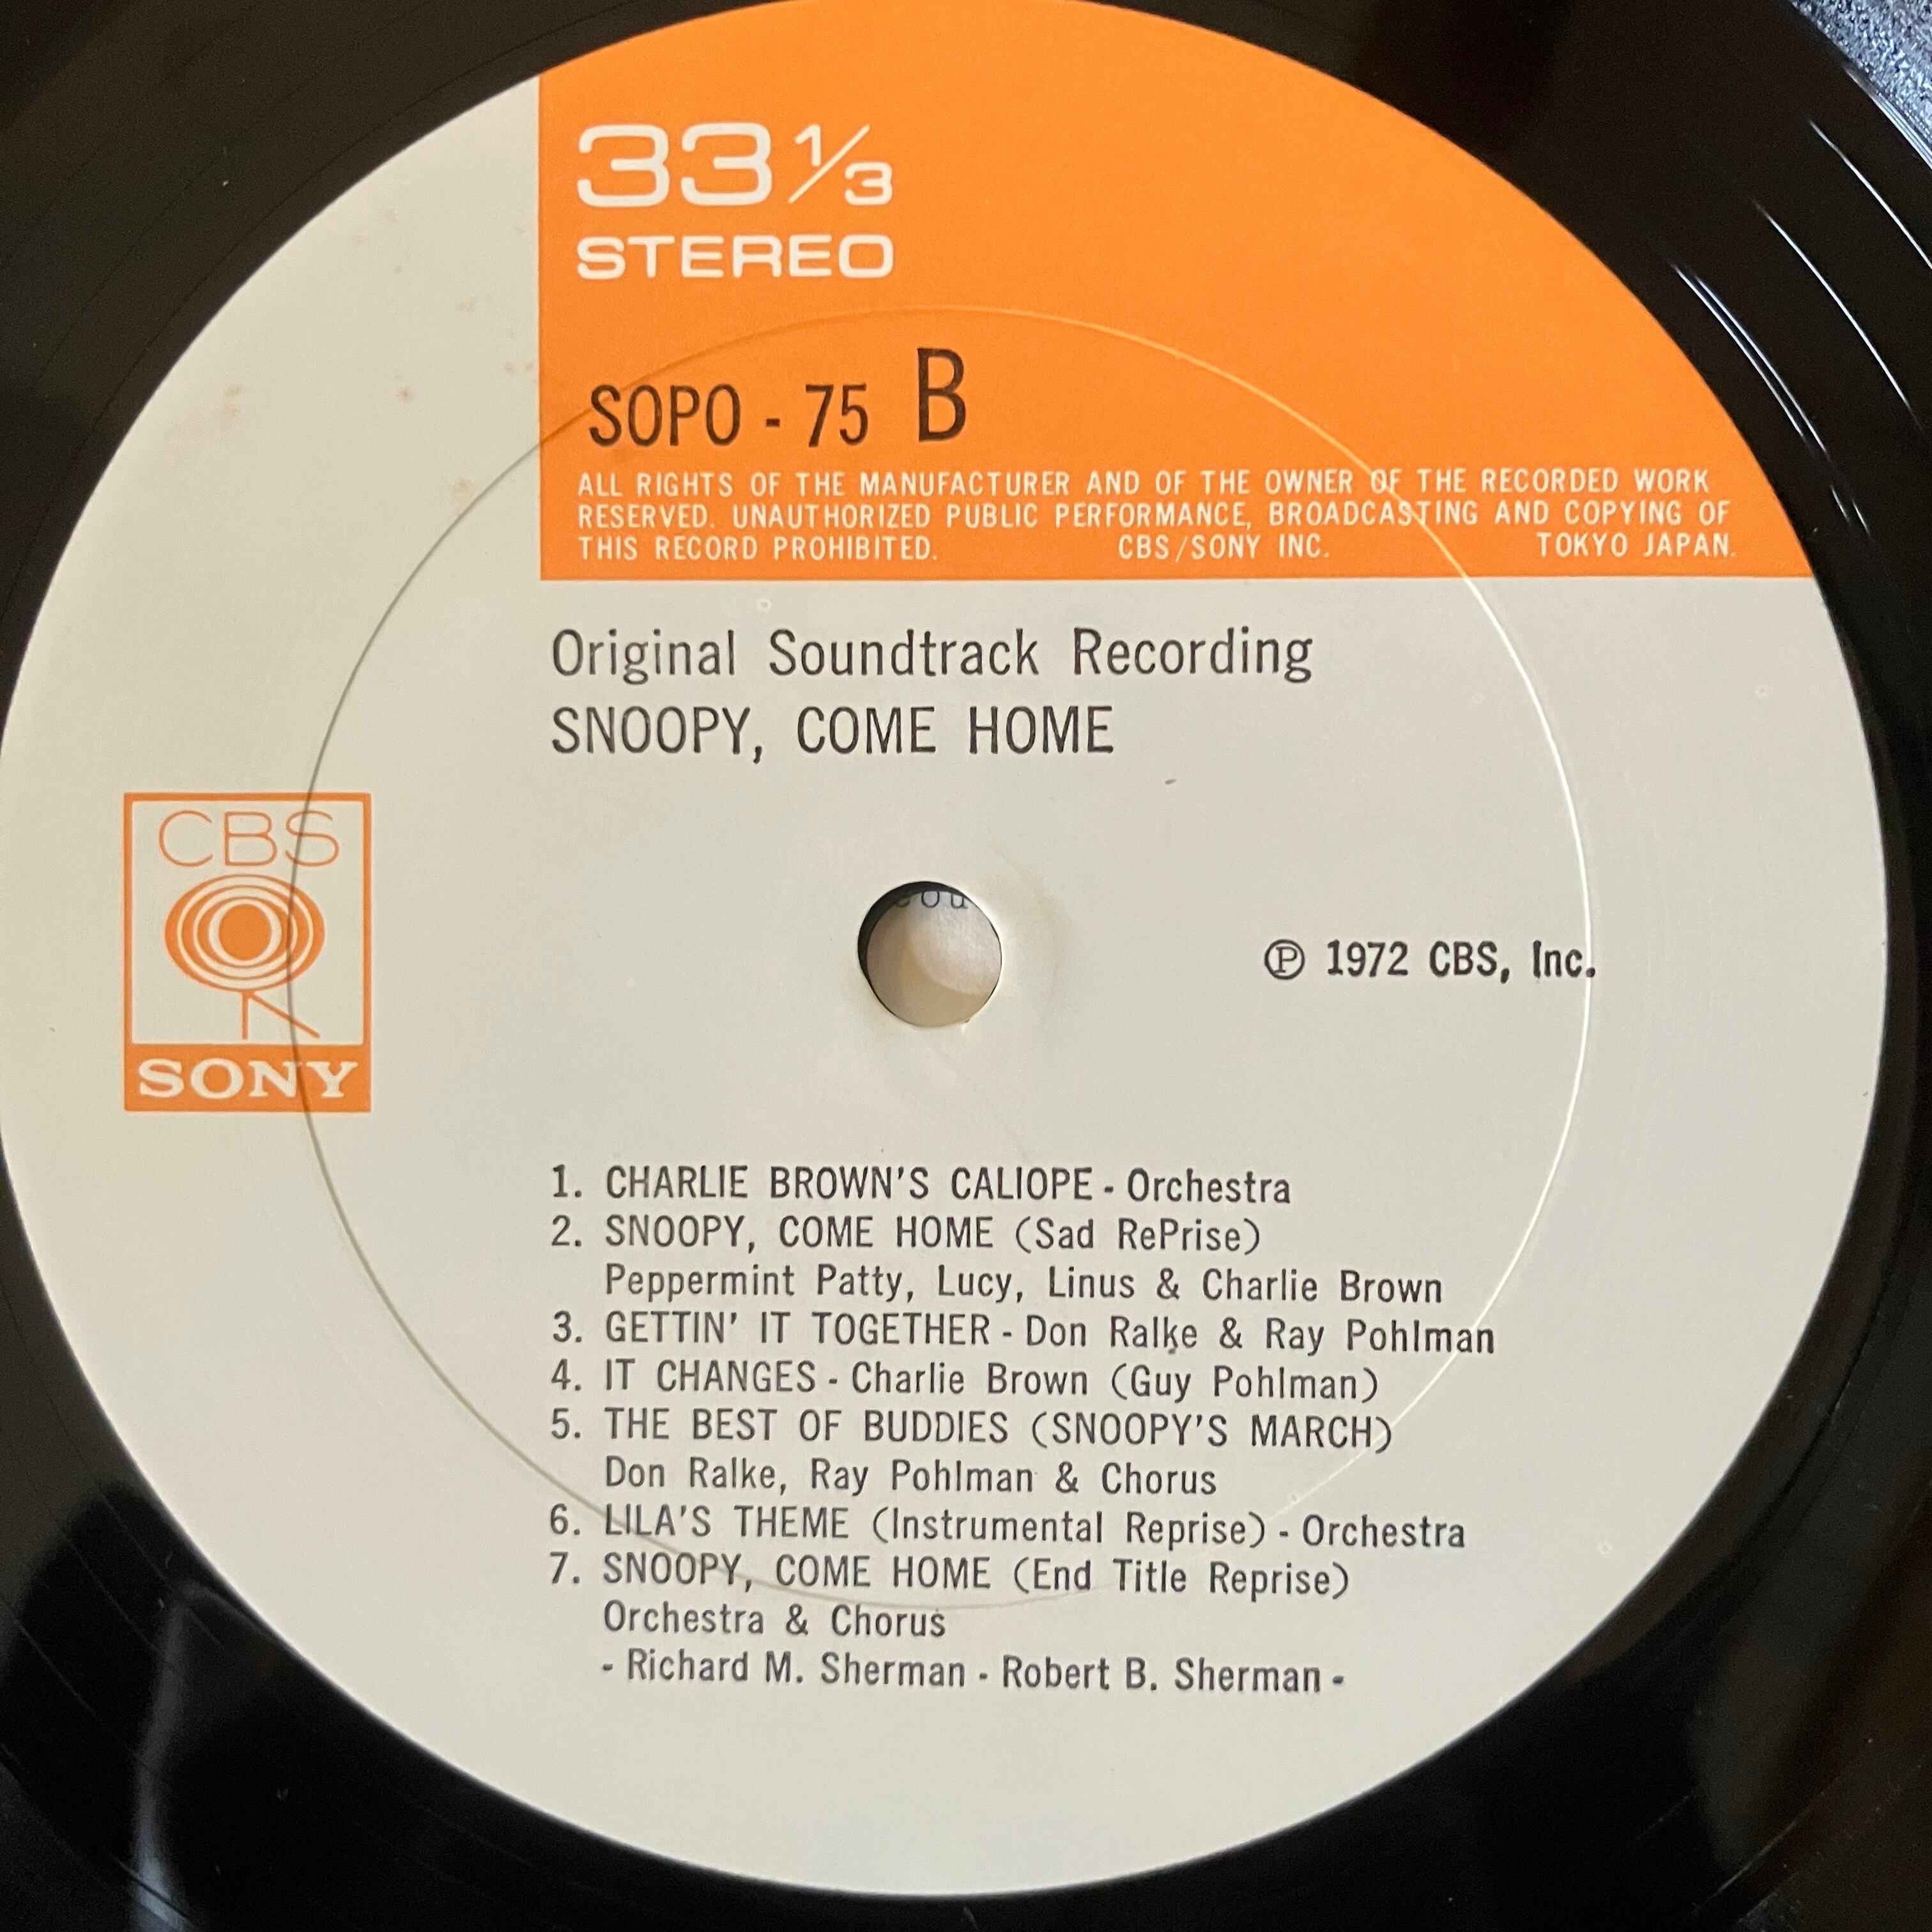 33 1/3
STEREO
SOPO - 75 B
ALL RIGHTS OF THE MANUFACTURER AND OF THE OWNER OF THE RECORDED WORK
RESERVED. UNAUTHORIZED PUBLIC PERFORMANCE, BROADCASTING AND COPYING OF
THIS RECORD PROHIBITED. CBS/SONY INC. TOKYO JAPAN.
Original Soundtrack Recording
SNOOPY, COME HOME
CBS
SONY
℗ 1972 CBS, Inc.
1. CHARLIE BROWN'S CALIOPE - Orchestra
2. SNOOPY, COME HOME (Sad RePrise)
Peppermint Patty, Lucy, Linus & Charlie Brown
3. GETTIN' IT TOGETHER - Don Ralke & Ray Pohlman
4. IT CHANGES - Charlie Brown (Guy Pohlman)
5. THE BEST OF BUDDIES (SNOOPY'S MARCH)
Don Ralke, Ray Pohlman & Chorus
6. LILA'S THEME (Instrumental Reprise) - Orchestra
7. SNOOPY, COME HOME (End Title Reprise)
Orchestra & Chorus
- Richard M. Sherman - Robert B. Sherman -